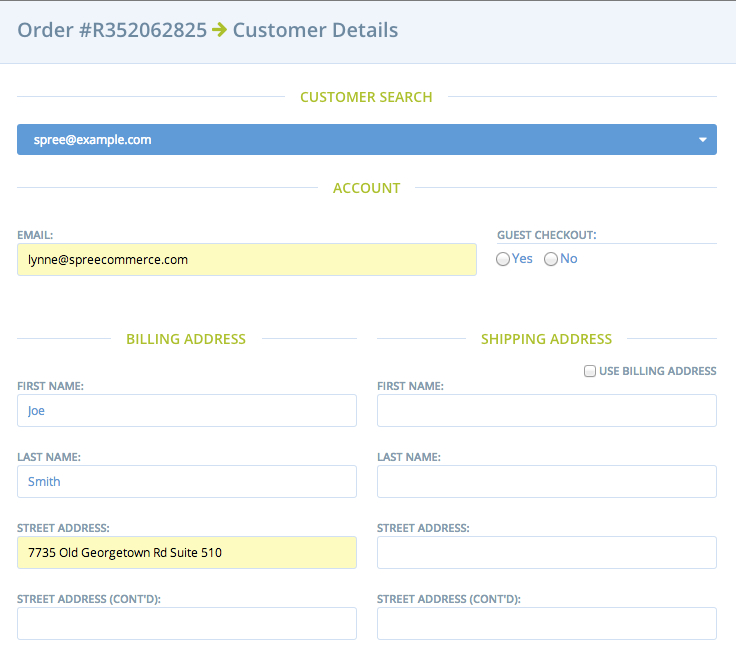 Order #R352062825 → Customer Details
CUSTOMER SEARCH
spree@example.com
ACCOUNT
EMAIL:
lynne@spreecommerce.com
GUEST CHECKOUT:
Yes No
BILLING ADDRESS
FIRST NAME:
Joe
LAST NAME:
Smith
STREET ADDRESS:
7735 Old Georgetown Rd Suite 510
STREET ADDRESS (CONT'D):
SHIPPING ADDRESS
USE BILLING ADDRESS
FIRST NAME:
LAST NAME:
STREET ADDRESS:
STREET ADDRESS (CONT'D):